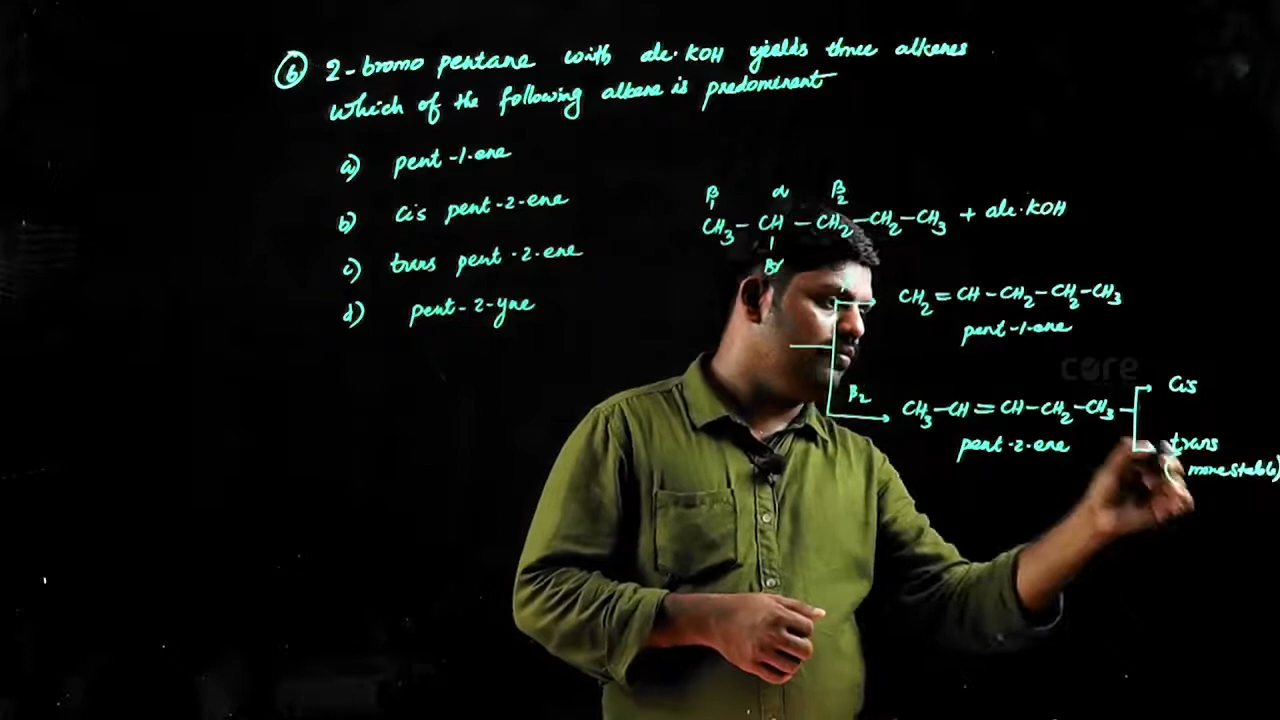 6 2-bromo pentane with alc.KOH yields three alkenes
Which of the following alkene is predominent
a) pent-1-ene
b) Cis pent-2-ene
c) trans pent-2-ene
d) pent-2-yne
β1 α β2
CH3-CH-CH2-CH2-CH3 + alc.KOH
Br
CH2=CH-CH2-CH2-CH3
pent-1-ene
core
Cis
β2
CH3-CH=CH-CH2-CH3
pent-2-ene
trans
(more stable)